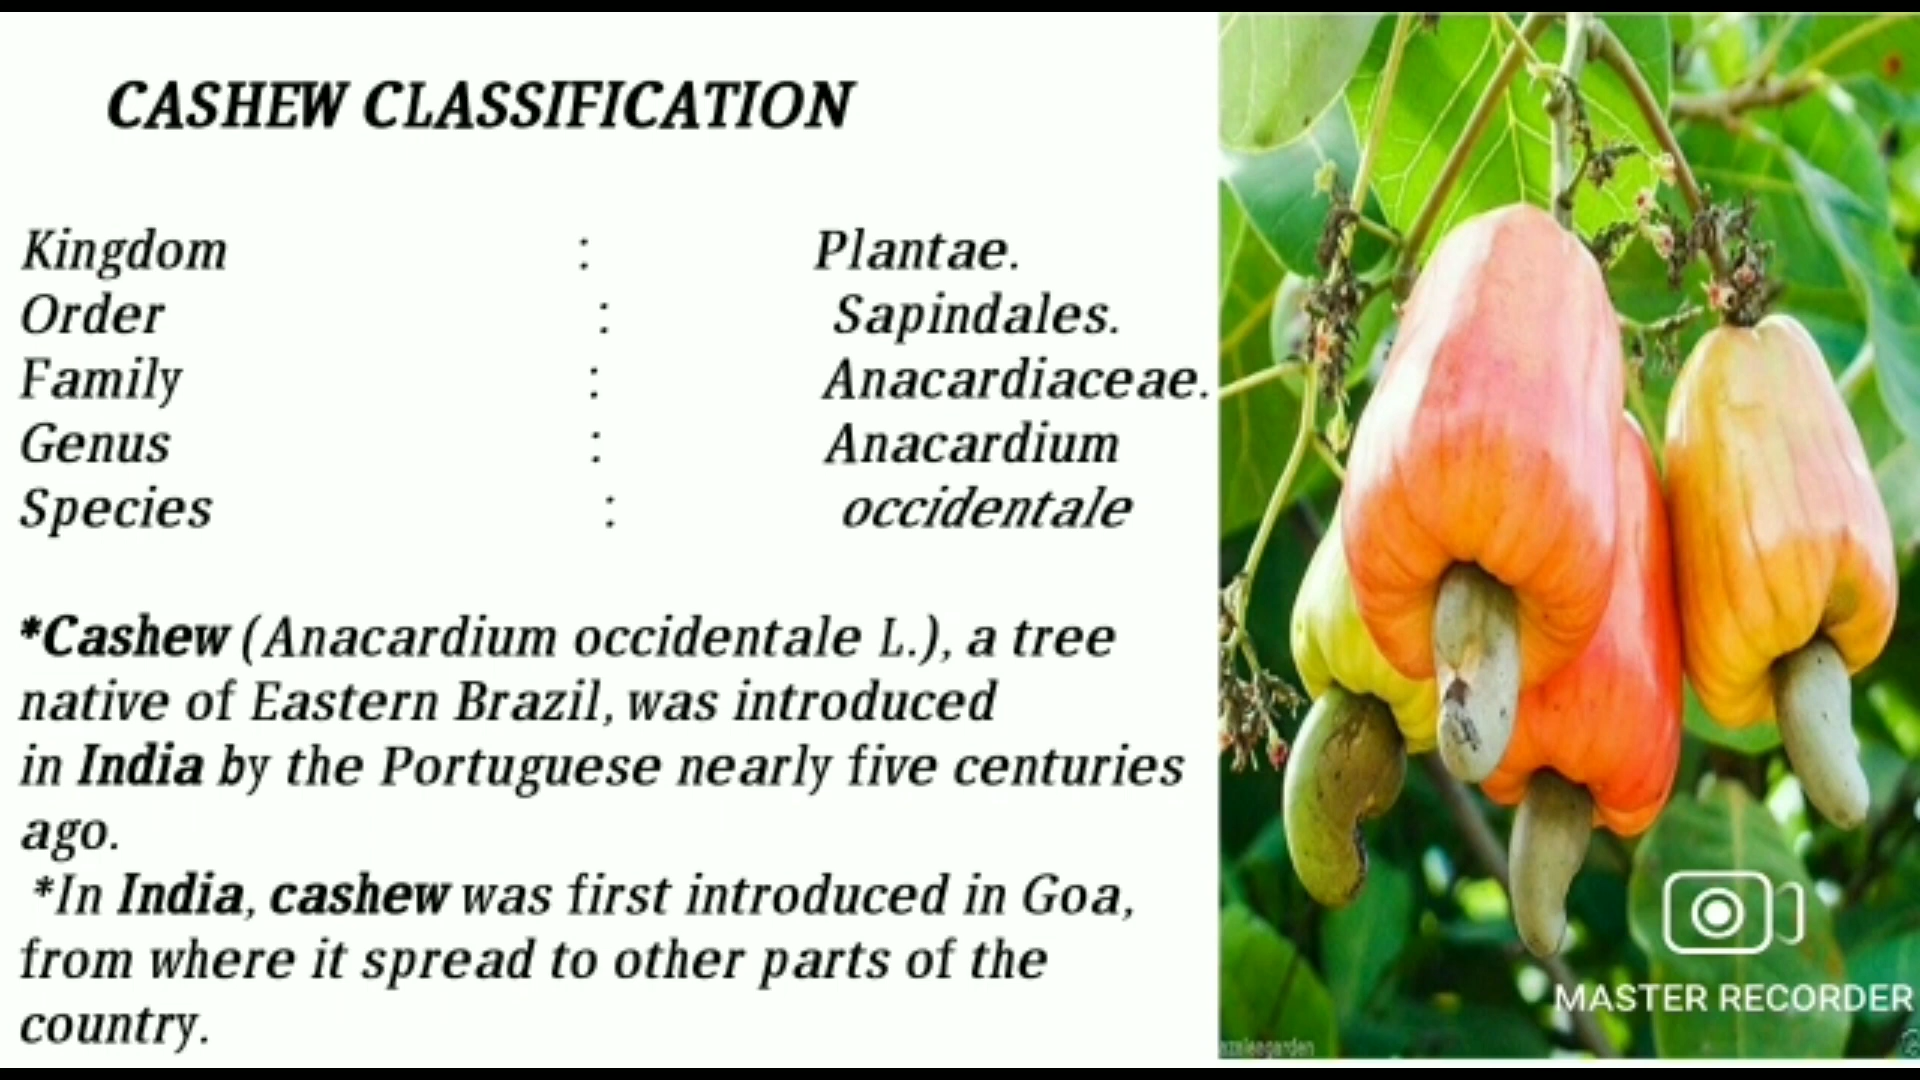 CASHEW CLASSIFICATION
Kingdom : Plantae.
Order : Sapindales.
Family : Anacardiaceae.
Genus : Anacardium
Species : occidentale
*Cashew (Anacardium occidentale L.), a tree
native of Eastern Brazil, was introduced
in India by the Portuguese nearly five centuries
ago.
*In India, cashew was first introduced in Goa,
from where it spread to other parts of the
country.
MASTER RECORDER